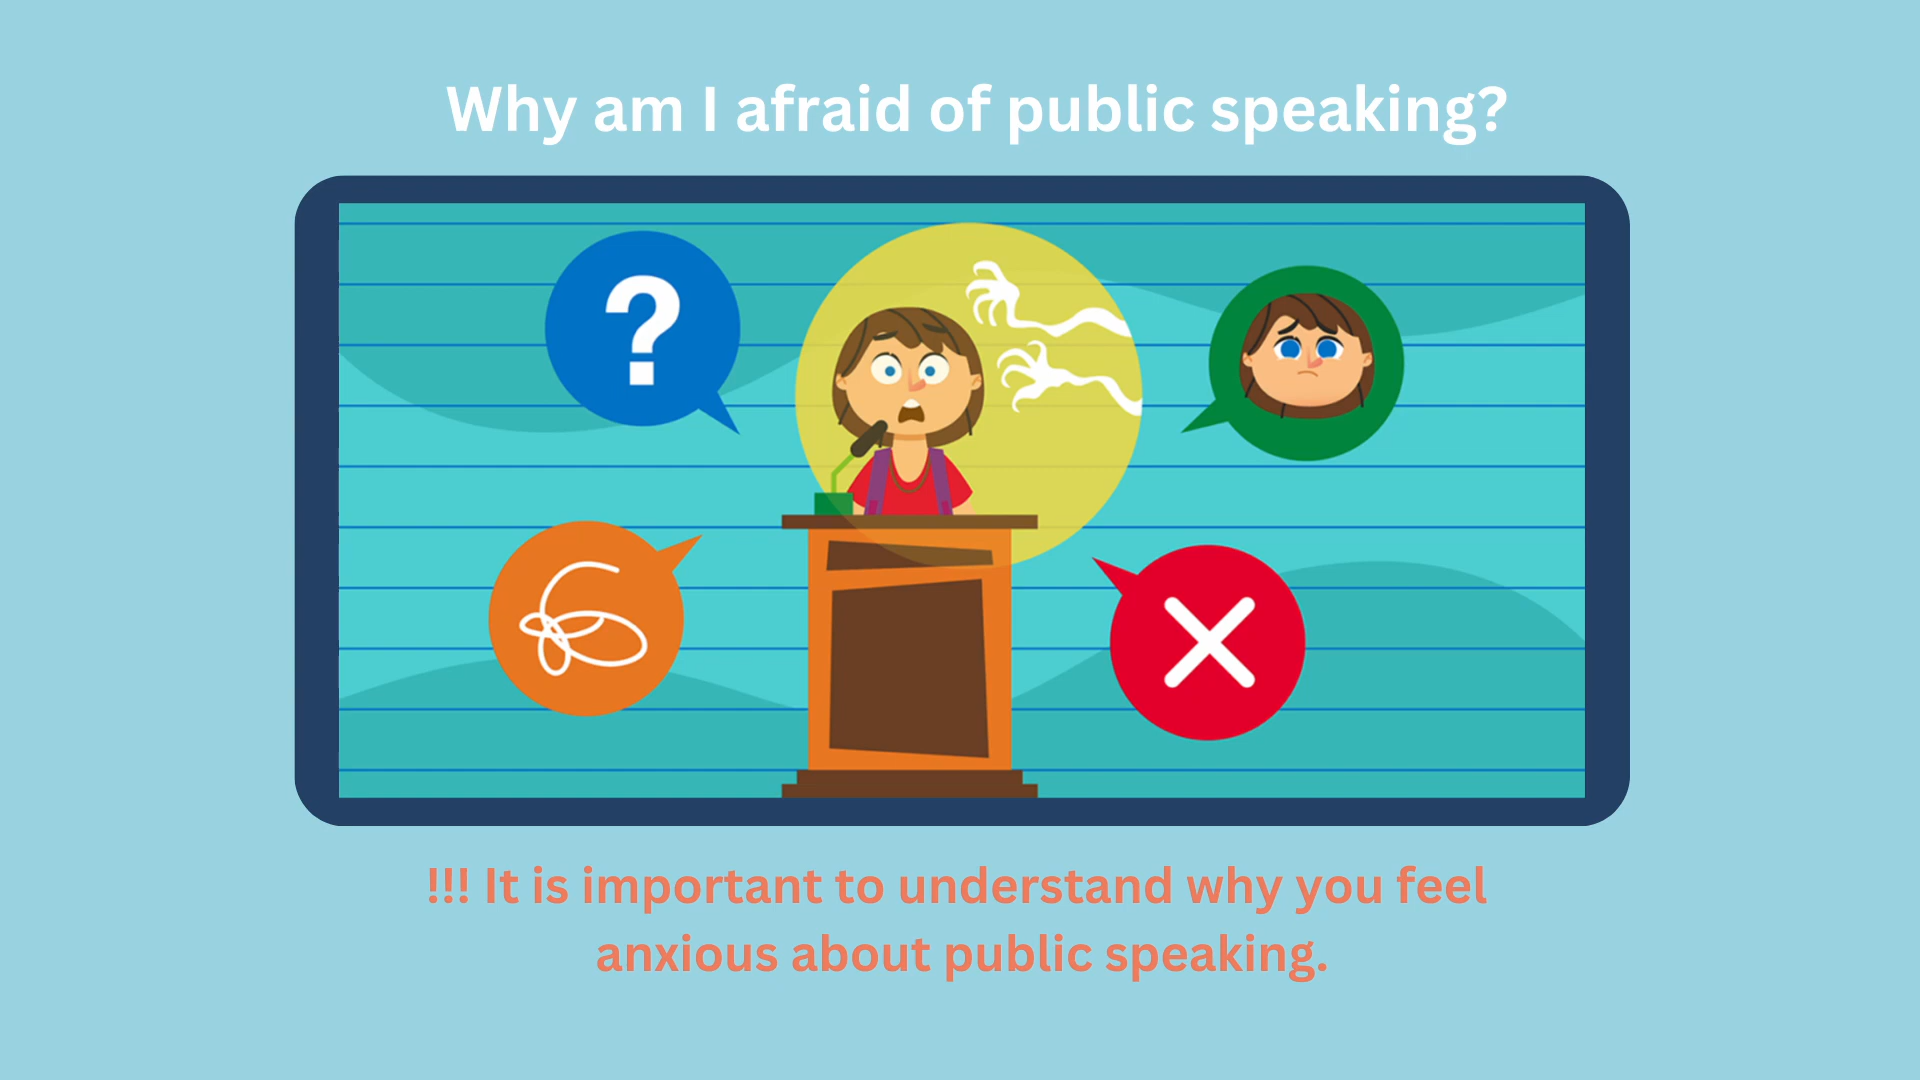 Why am I afraid of public speaking?
?
!!! It is important to understand why you feel
anxious about public speaking.